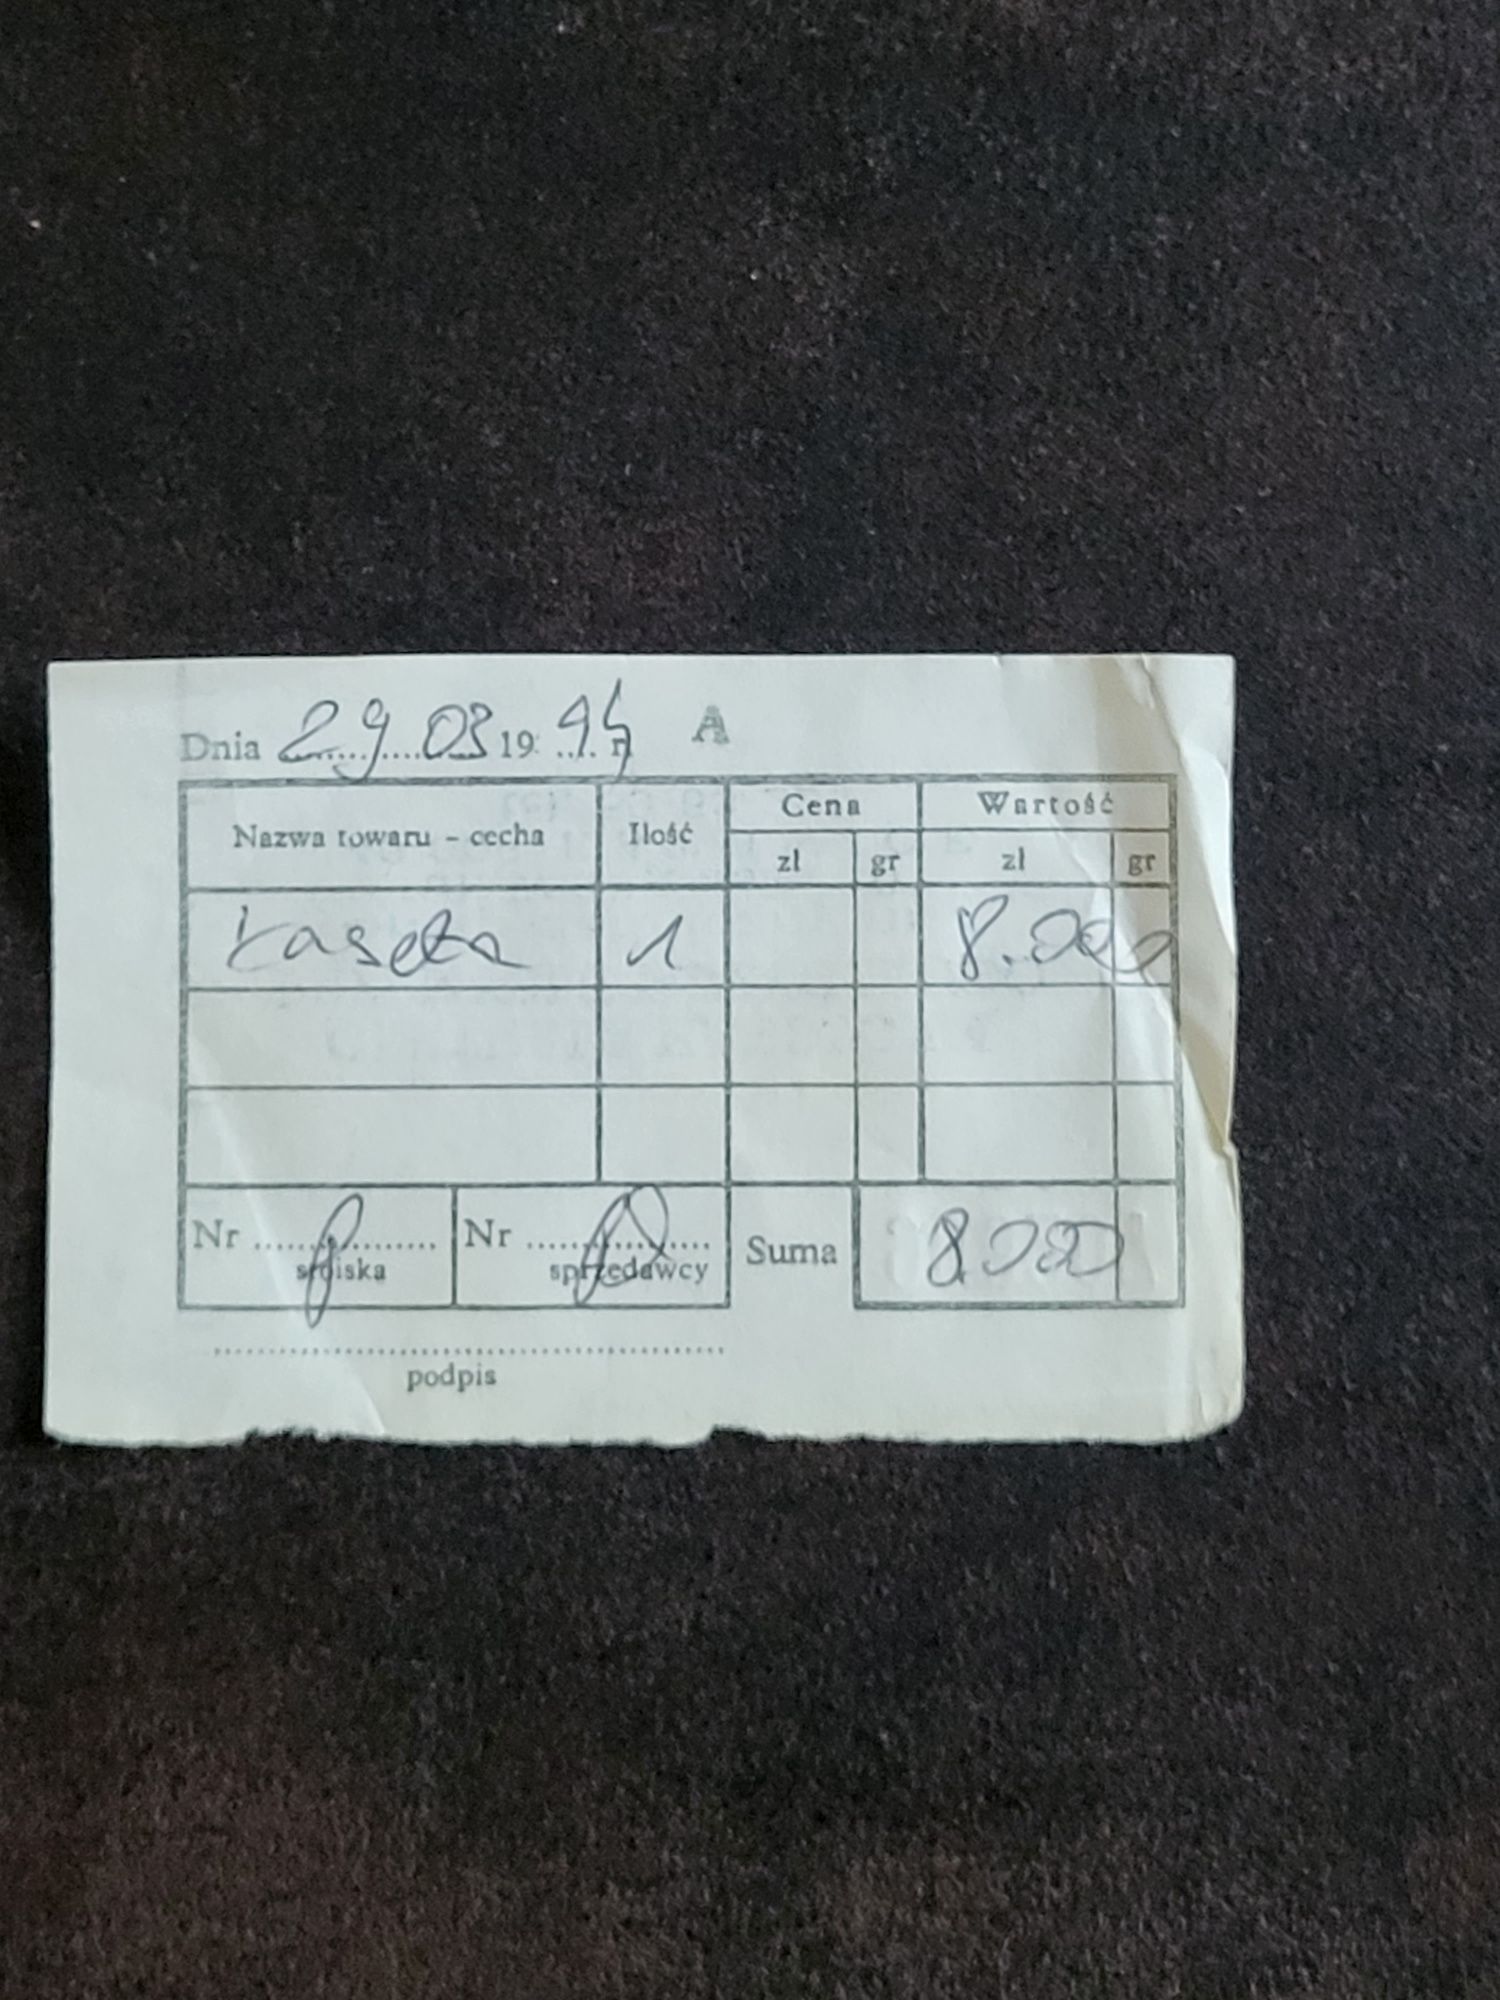 Dnia 29.03 19 94 r. A
Nazwa towaru - cecha Ilość Cena Wartość
zł gr zł gr
kaseta 1 8.000
Nr .................. Nr .................. Suma 8.000
stoiska sprzedawcy
podpis